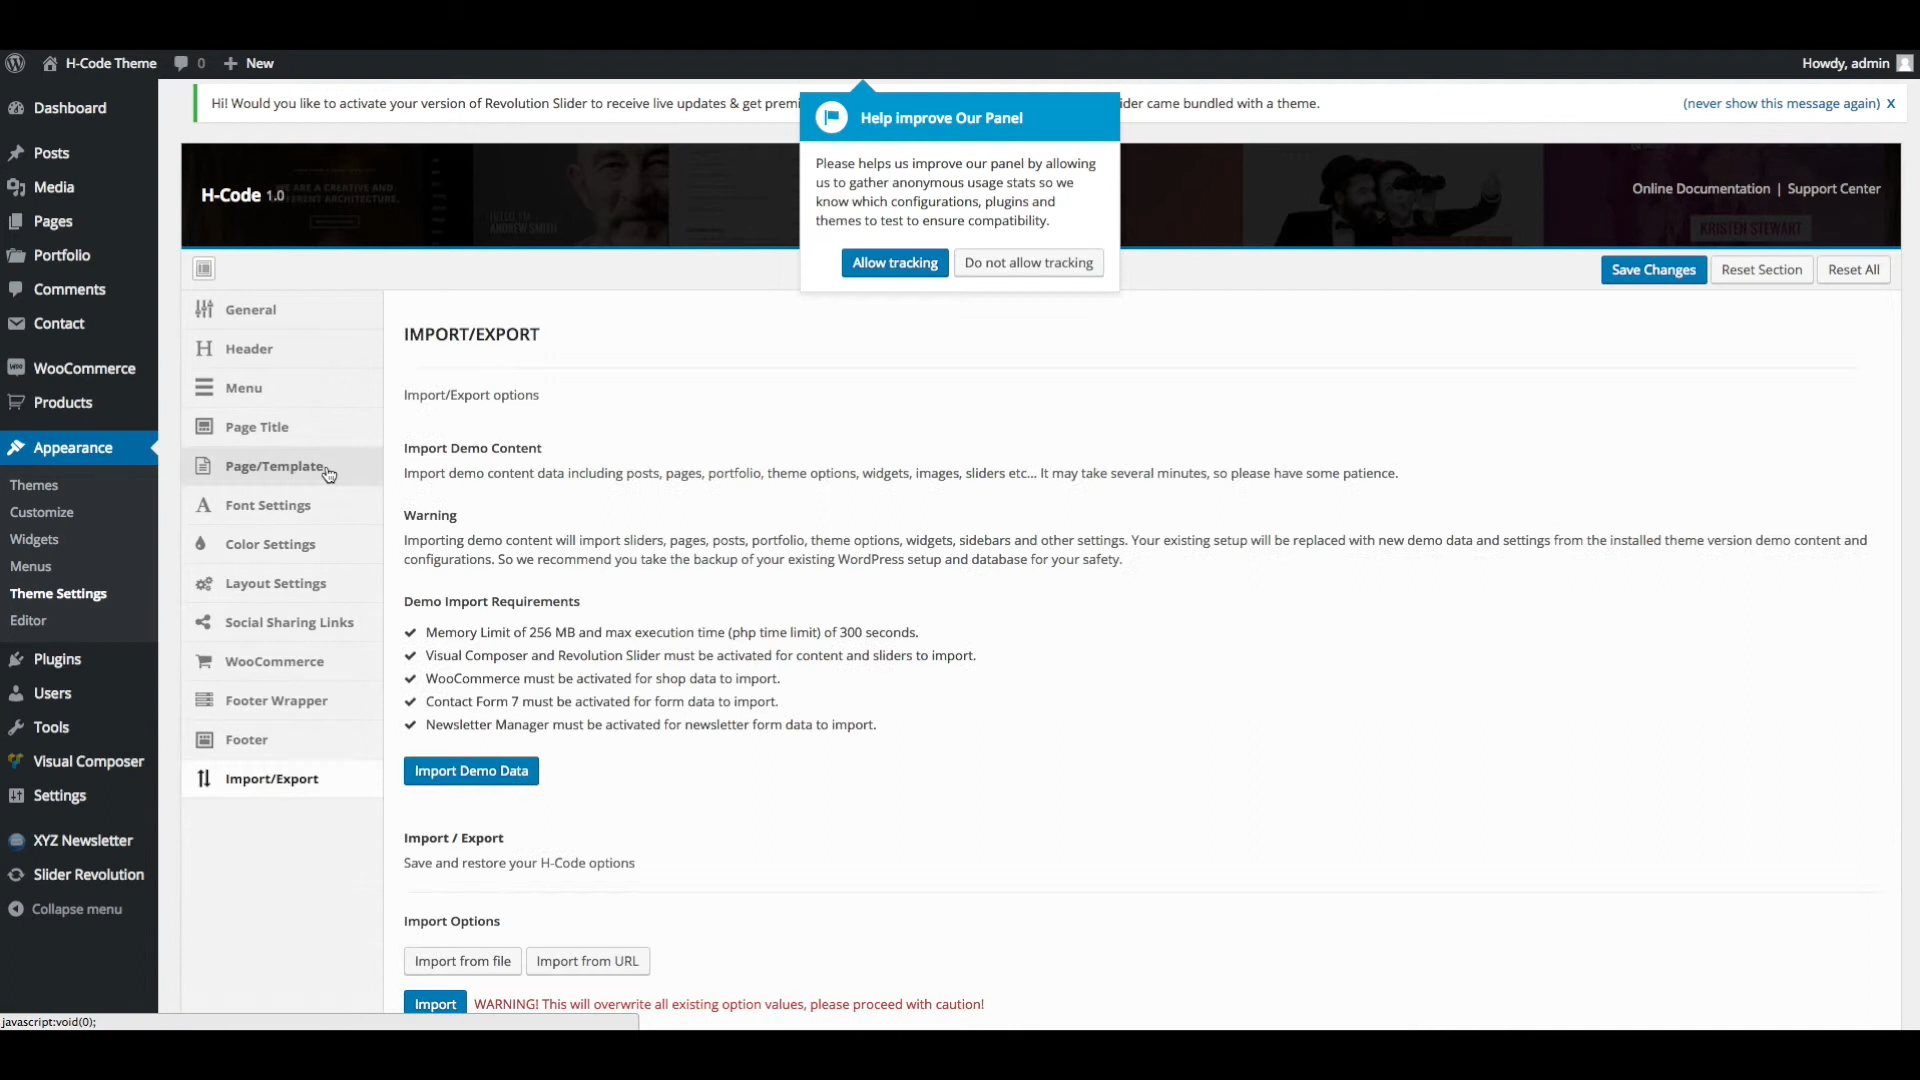 H-Code Theme 0 New Howdy, admin
Hi! Would you like to activate your version of Revolution Slider to receive live updates & get premi
ider came bundled with a theme.
(never show this message again) X
Help improve Our Panel
Please helps us improve our panel by allowing
us to gather anonymous usage stats so we
know which configurations, plugins and
themes to test to ensure compatibility.
Allow tracking Do not allow tracking
H-Code 1.0
WE ARE A CREATIVE AND
ARCHITECTURE.
ANDREW SMITH
KRISTEN STEWART
Online Documentation | Support Center
Save Changes Reset Section Reset All
Dashboard
Posts
Media
Pages
Portfolio
Comments
Contact
WooCommerce
Products
Appearance
Themes
Customize
Widgets
Menus
Theme Settings
Editor
Plugins
Users
Tools
Visual Composer
Settings
XYZ Newsletter
Slider Revolution
Collapse menu
General
Header
Menu
Page Title
Page/Template
Font Settings
Color Settings
Layout Settings
Social Sharing Links
WooCommerce
Footer Wrapper
Footer
Import/Export
IMPORT/EXPORT
Import/Export options
Import Demo Content
Import demo content data including posts, pages, portfolio, theme options, widgets, images, sliders etc... It may take several minutes, so please have some patience.
Warning
Importing demo content will import sliders, pages, posts, portfolio, theme options, widgets, sidebars and other settings. Your existing setup will be replaced with new demo data and settings from the installed theme version demo content and
configurations. So we recommend you take the backup of your existing WordPress setup and database for your safety.
Demo Import Requirements
Memory Limit of 256 MB and max execution time (php time limit) of 300 seconds.
Visual Composer and Revolution Slider must be activated for content and sliders to import.
WooCommerce must be activated for shop data to import.
Contact Form 7 must be activated for form data to import.
Newsletter Manager must be activated for newsletter form data to import.
Import Demo Data
Import / Export
Save and restore your H-Code options
Import Options
Import from file Import from URL
Import WARNING! This will overwrite all existing option values, please proceed with caution!
javascript:void(0);